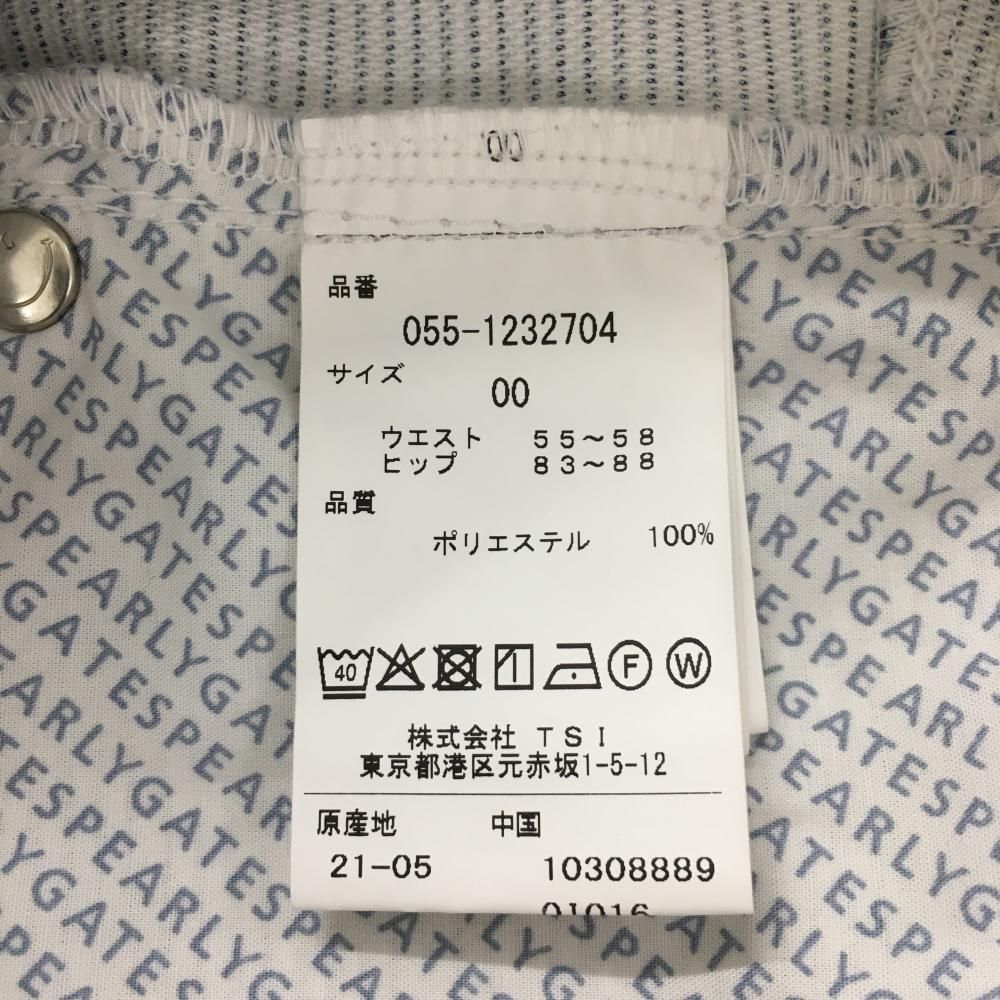 00
品番
055-1232704
サイズ
00
ウエスト 55～58
ヒップ 83～88
品質
ポリエステル 100%
40
F
W
株式会社 TSI
東京都港区元赤坂1-5-12
原産地 中国
21-05 10308889
PEARLYGATES